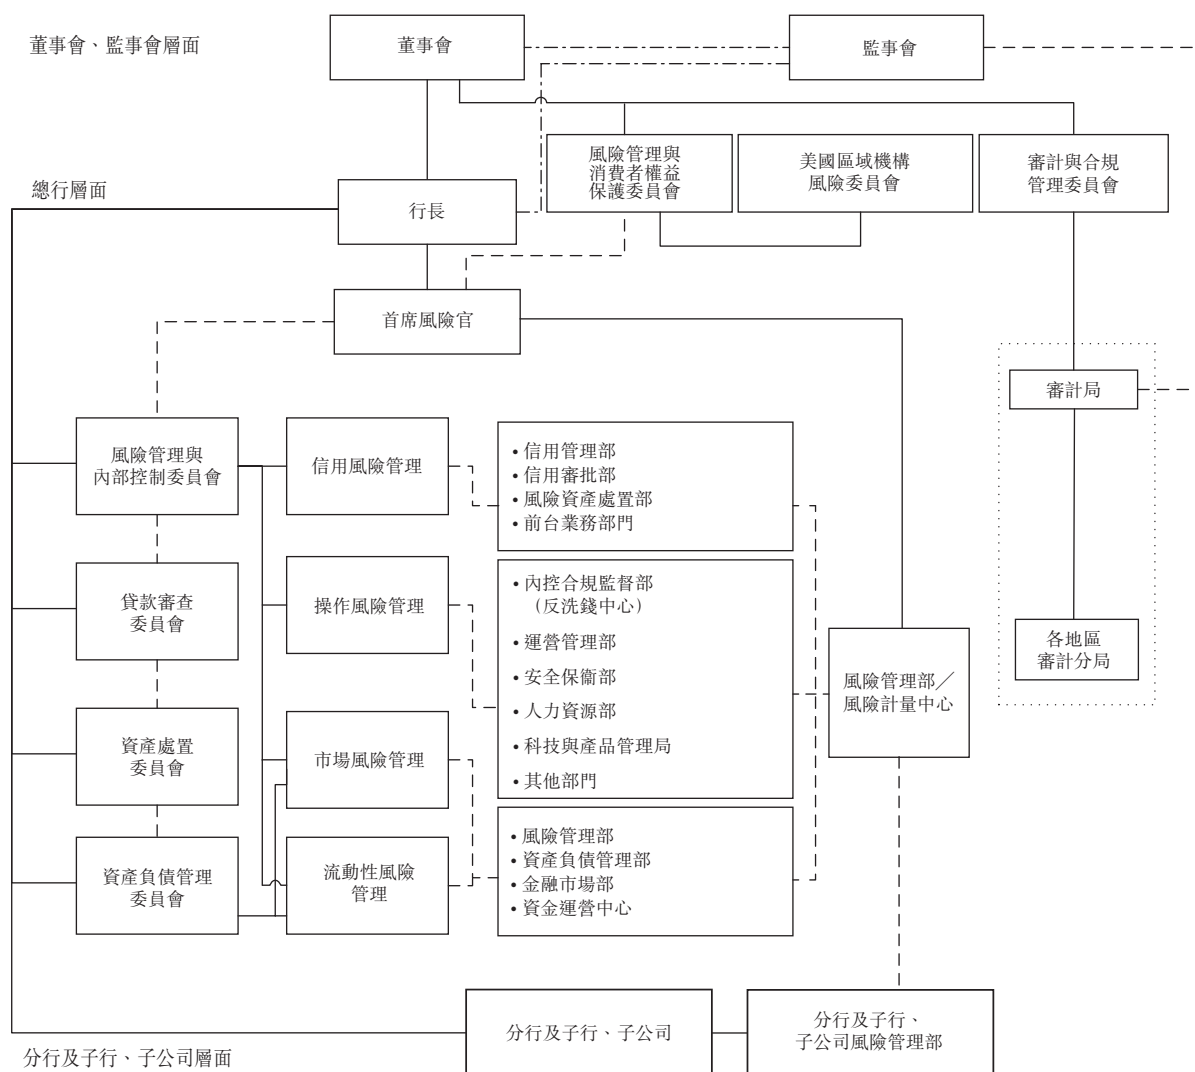 董事會、監事會層面
董事會
監事會
風險管理與
消費者權益
保護委員會
美國區域機構
風險委員會
審計與合規
管理委員會
總行層面
行長
首席風險官
審計局
風險管理與
內部控制委員會
信用風險管理
• 信用管理部
• 信用審批部
• 風險資產處置部
• 前台業務部門
貸款審查
委員會
操作風險管理
• 內控合規監督部
（反洗錢中心）
• 運營管理部
• 安全保衛部
• 人力資源部
• 科技與產品管理局
• 其他部門
風險管理部／
風險計量中心
各地區
審計分局
資產處置
委員會
市場風險管理
資產負債管理
委員會
流動性風險
管理
• 風險管理部
• 資產負債管理部
• 金融市場部
• 資金運營中心
分行及子行、子公司
分行及子行、
子公司風險管理部
分行及子行、子公司層面